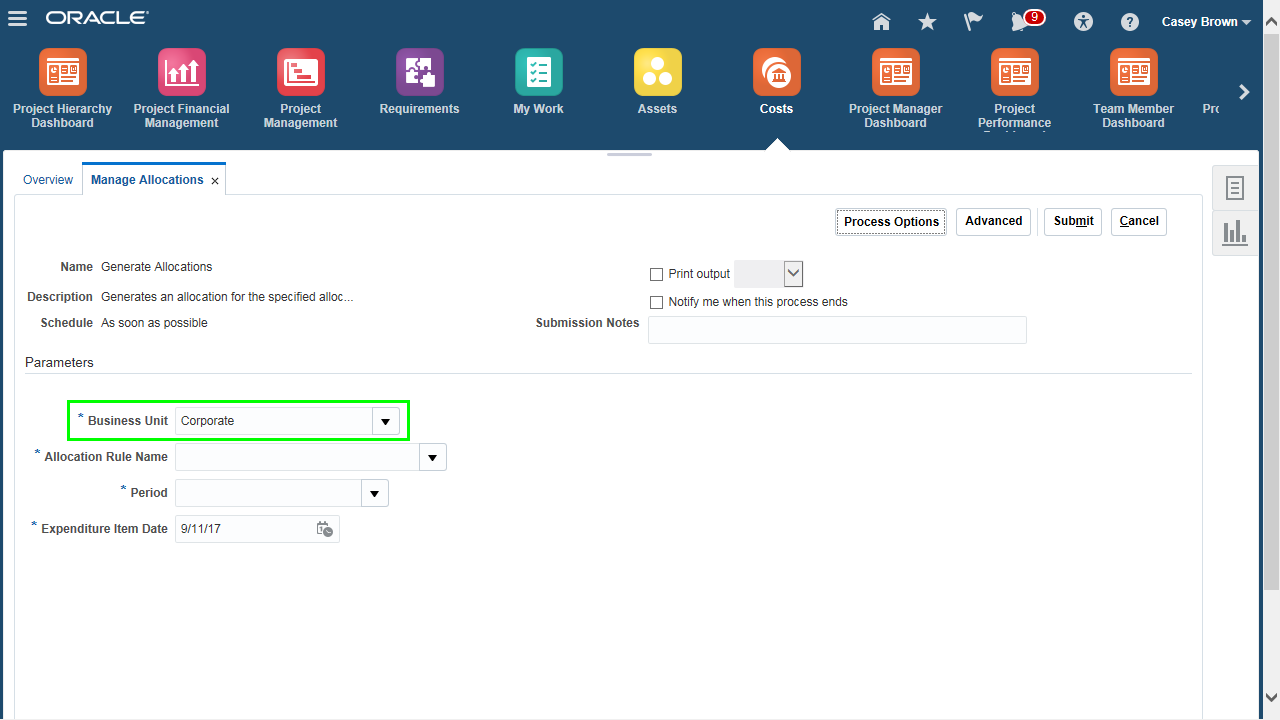 ORACLE
9
Casey Brown
Project Hierarchy
Dashboard
Project Financial
Management
Project
Management
Requirements
My Work
Assets
Costs
Project Manager
Dashboard
Project
Performance
Team Member
Dashboard
Overview
Manage Allocations
Process Options
Advanced
Submit
Cancel
Name Generate Allocations
Print output
Description Generates an allocation for the specified alloc...
Notify me when this process ends
Schedule As soon as possible
Submission Notes
Parameters
* Business Unit Corporate
* Allocation Rule Name
* Period
* Expenditure Item Date 9/11/17